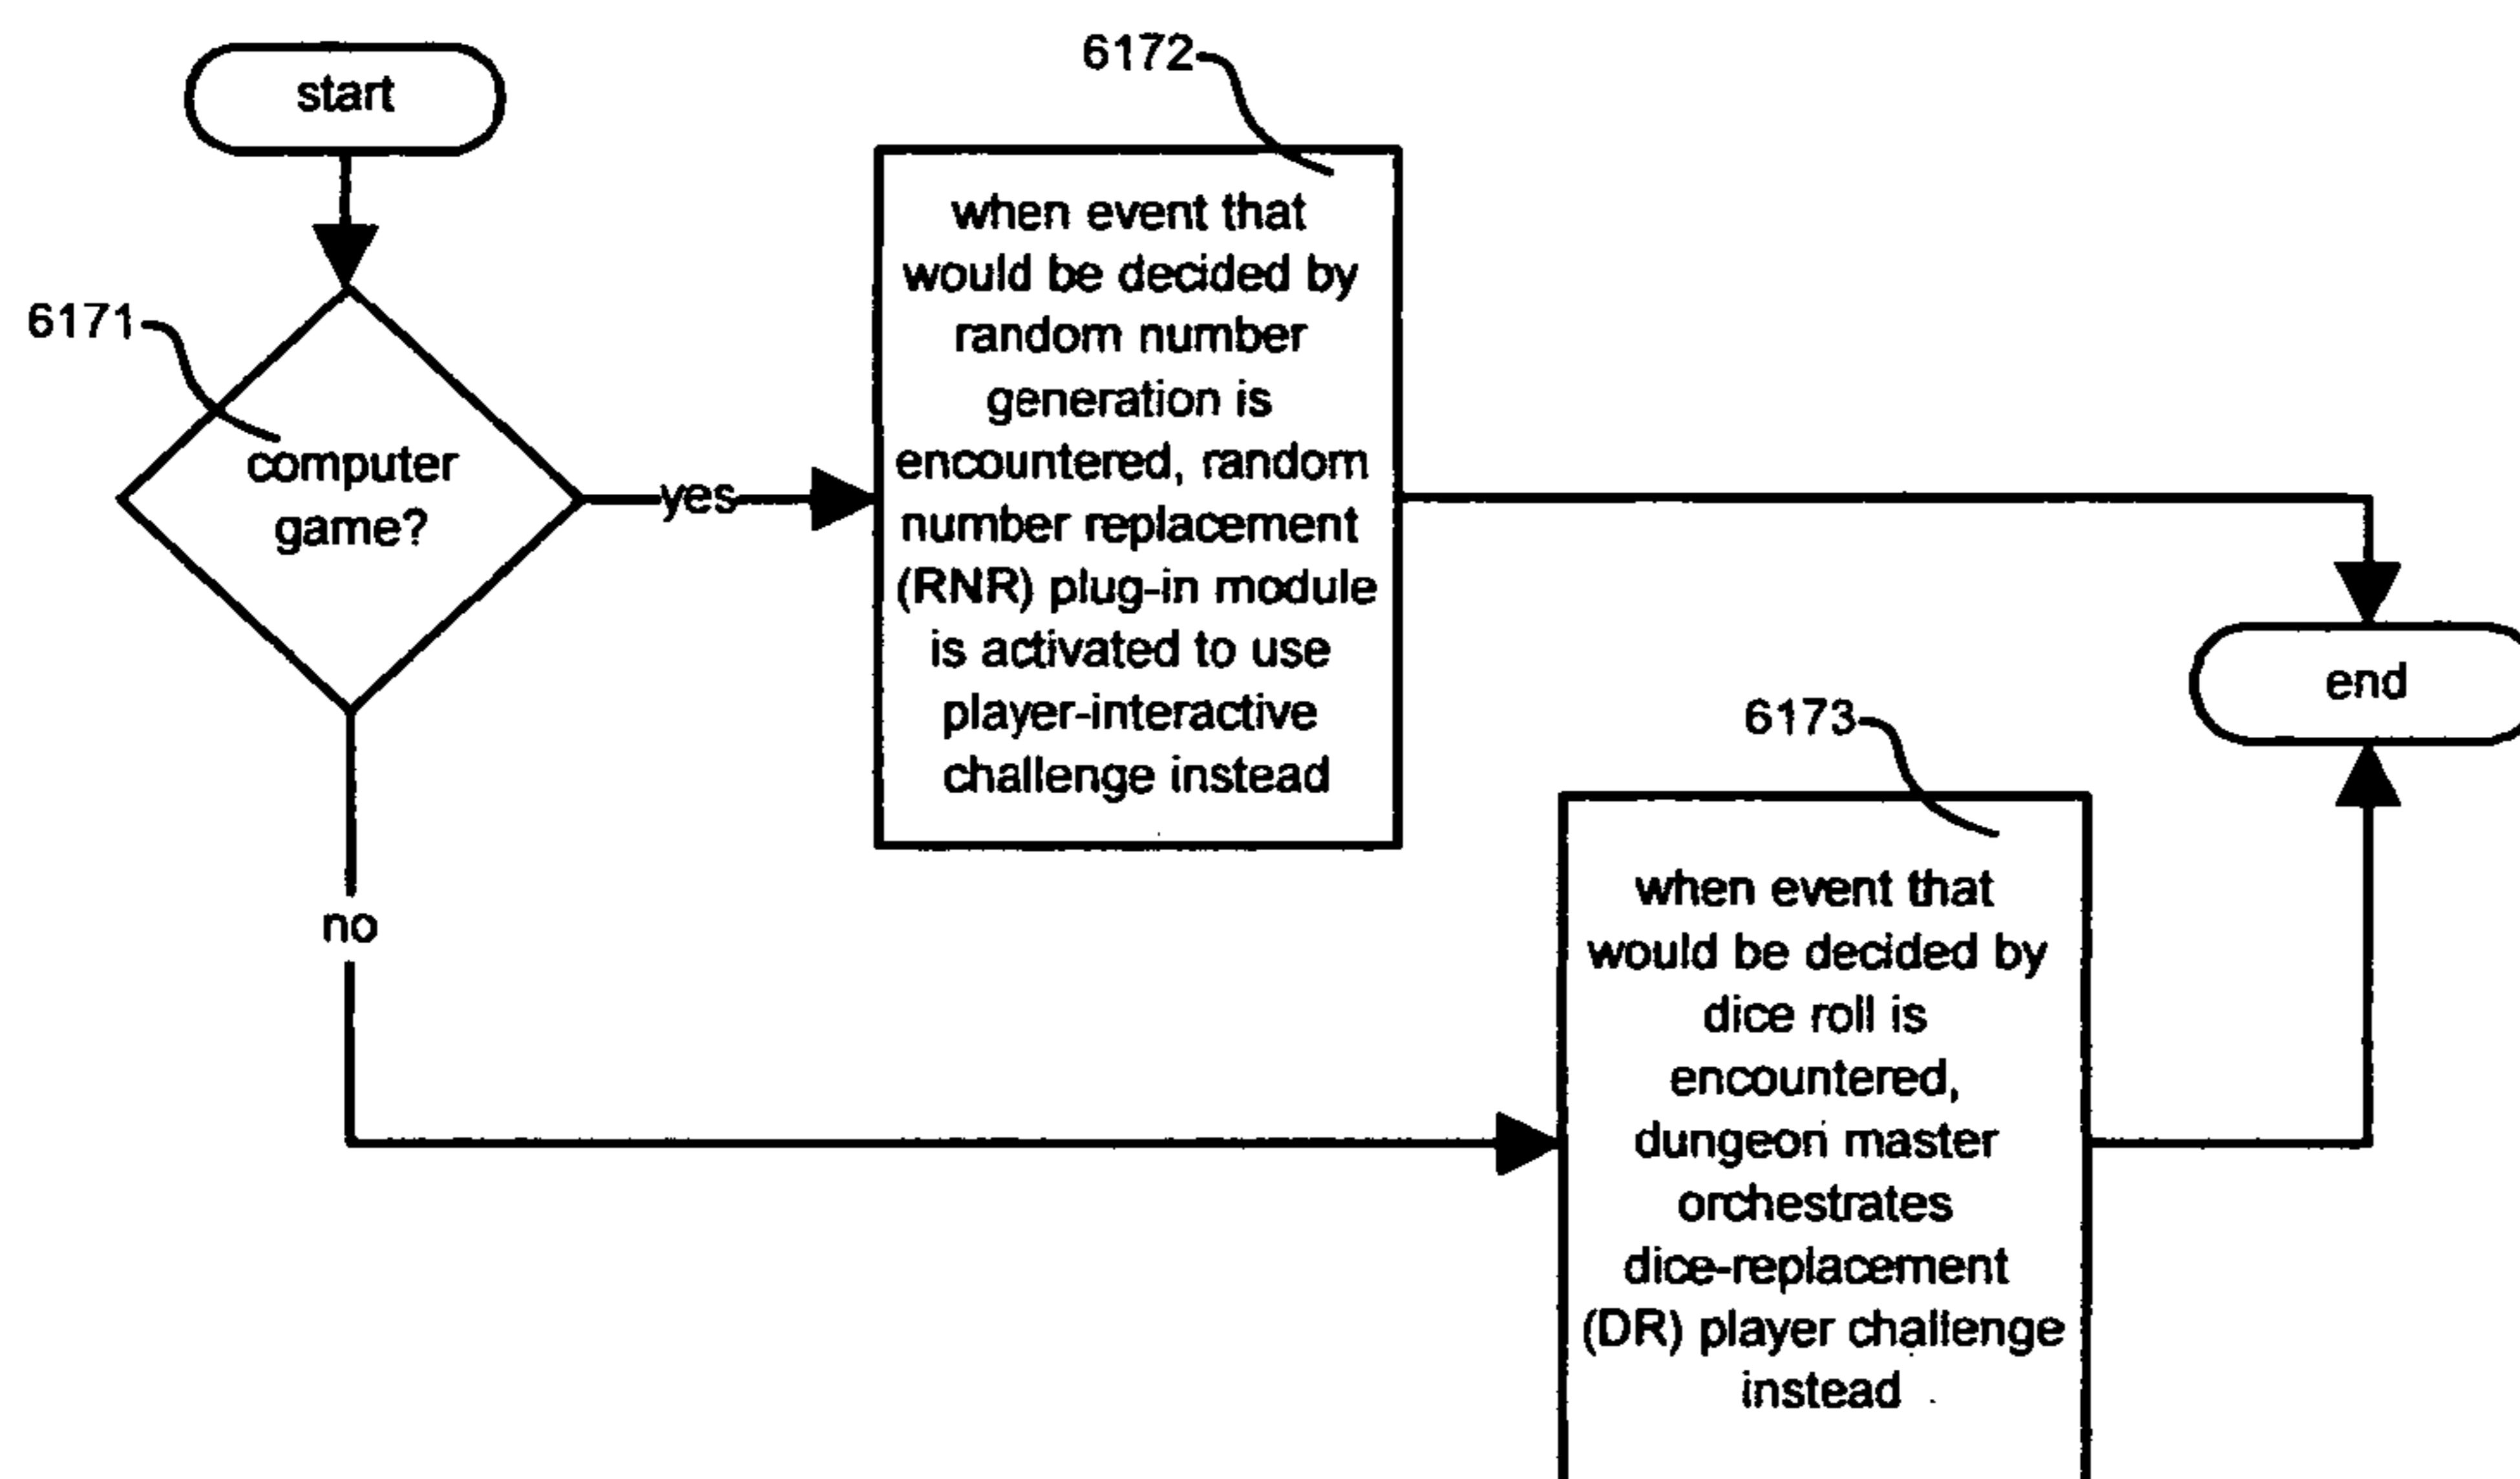 start
6171
computer
game?
yes
no
6172
when event that
would be decided by
random number
generation is
encountered, random
number replacement
(RNR) plug-in module
is activated to use
player-interactive
challenge instead
6173
when event that
would be decided by
dice roll is
encountered,
dungeon master
orchestrates
dice-replacement
(DR) player challenge
instead
end